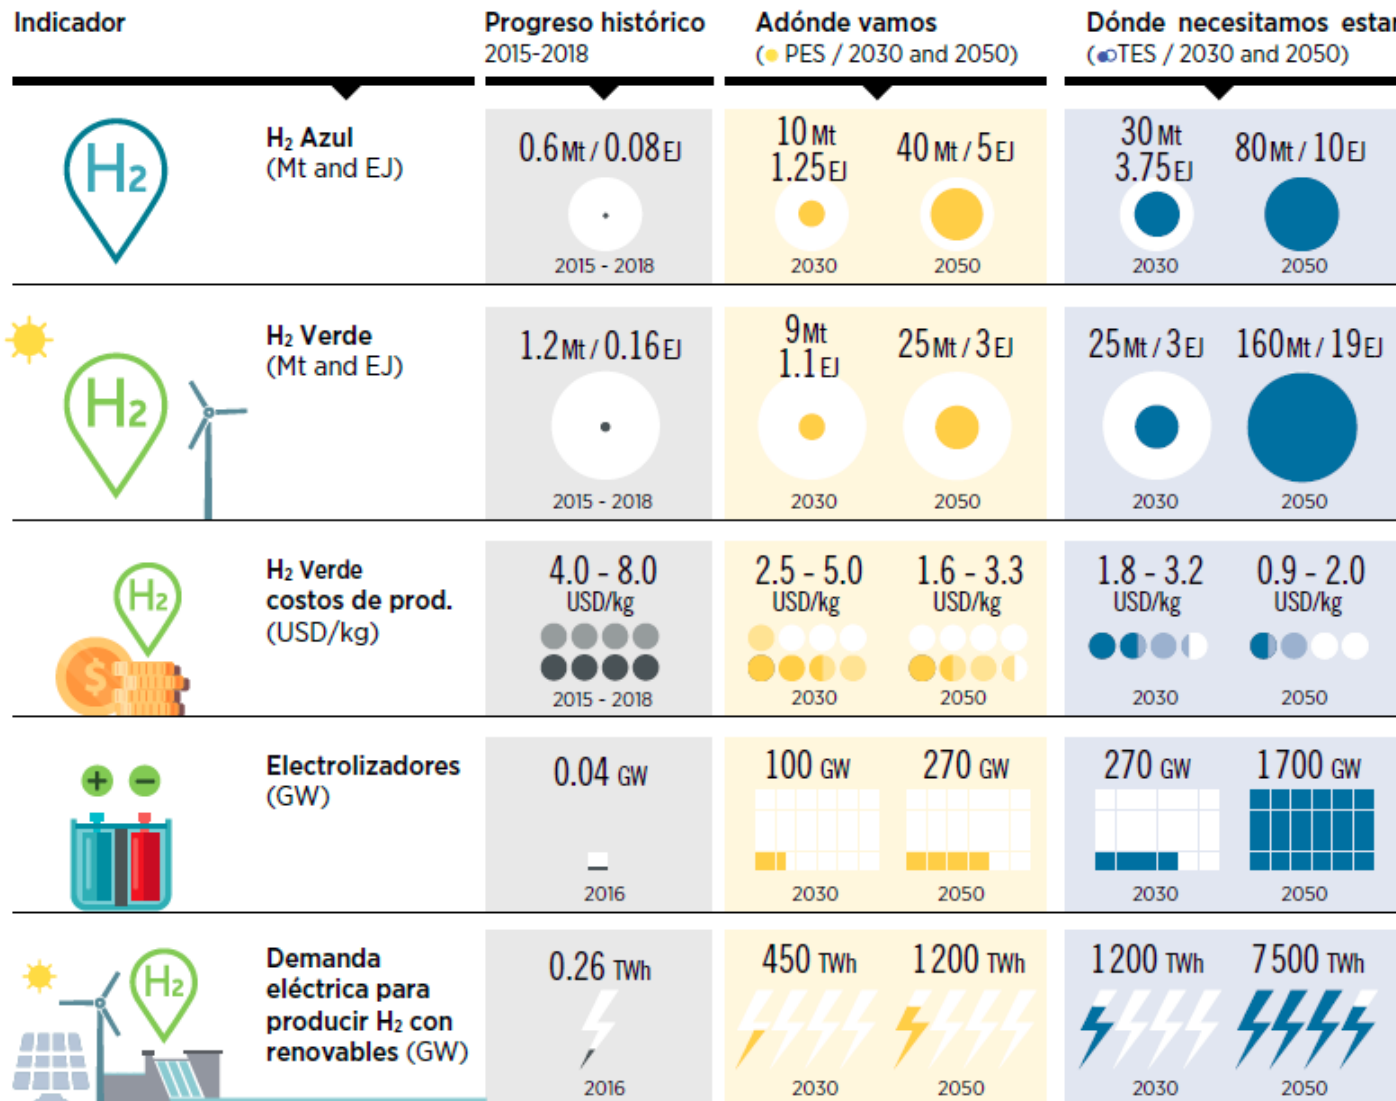 Indicador
Progreso histórico
2015-2018
Adónde vamos
(PES / 2030 and 2050)
Dónde necesitamos estar
(TES / 2030 and 2050)
H2
H₂ Azul
(Mt and EJ)
0.6 Mt / 0.08 EJ
2015 - 2018
10 Mt
1.25 EJ
2030
40 Mt / 5 EJ
2050
30 Mt
3.75 EJ
2030
80 Mt / 10 EJ
2050
H2
H₂ Verde
(Mt and EJ)
1.2 Mt / 0.16 EJ
2015 - 2018
9 Mt
1.1 EJ
2030
25 Mt / 3 EJ
2050
25 Mt / 3 EJ
2030
160 Mt / 19 EJ
2050
H2
$
H₂ Verde
costos de prod.
(USD/kg)
4.0 - 8.0
USD/kg
2015 - 2018
2.5 - 5.0
USD/kg
2030
1.6 - 3.3
USD/kg
2050
1.8 - 3.2
USD/kg
2030
0.9 - 2.0
USD/kg
2050
+ −
Electrolizadores
(GW)
0.04 GW
2016
100 GW
2030
270 GW
2050
270 GW
2030
1700 GW
2050
H2
Demanda
eléctrica para
producir H₂ con
renovables (GW)
0.26 TWh
2016
450 TWh
2030
1200 TWh
2050
1200 TWh
2030
7500 TWh
2050